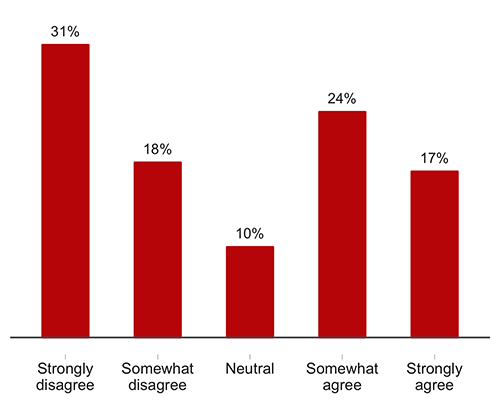 31%
18%
10%
24%
17%
Strongly
disagree
Somewhat
disagree
Neutral
Somewhat
agree
Strongly
agree